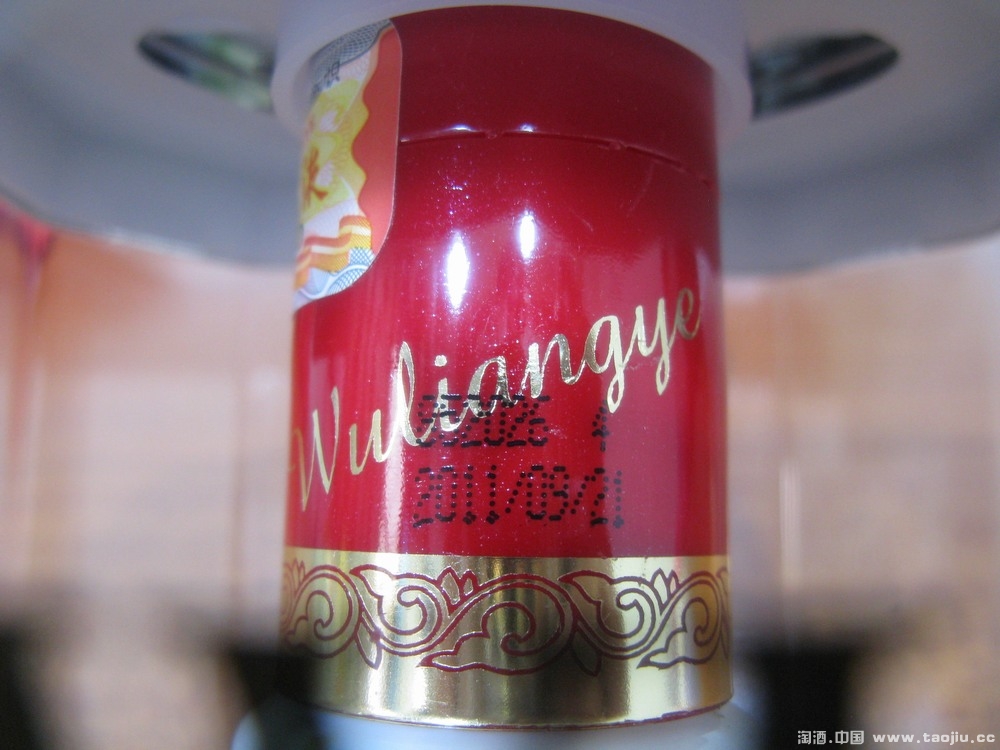 Wuliangye
2011/03/21
淘酒.中国 www.taojiu.cc